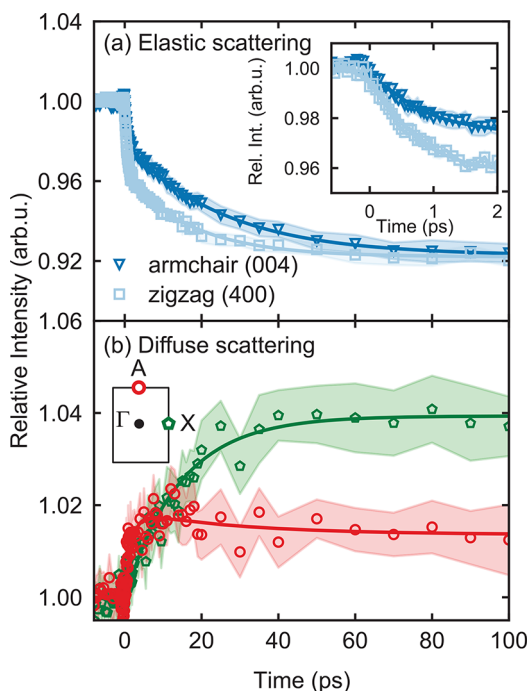 1.04
(a) Elastic scattering
1.00
0.96
0.92
armchair (004)
zigzag (400)
Rel. Int. (arb.u.)
1.00
0.98
0.96
0
1
2
Time (ps)
Relative Intensity (arb.u.)
1.06
(b) Diffuse scattering
A
Γ
X
1.04
1.02
1.00
0
20
40
60
80
100
Time (ps)